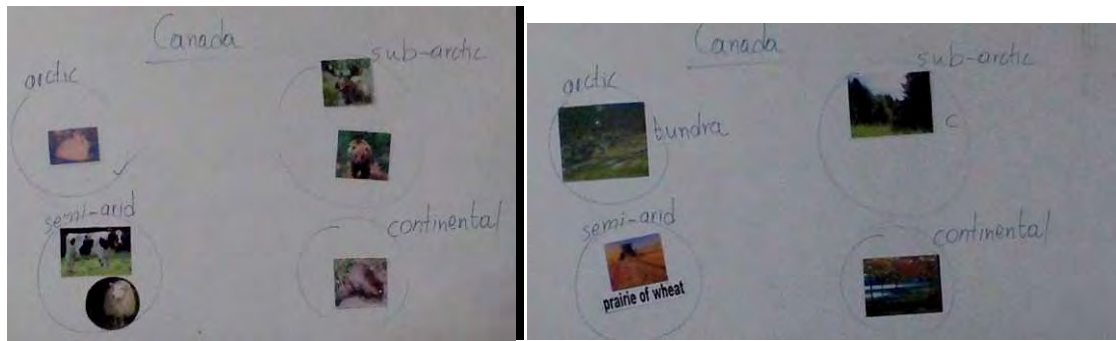 Canada
arctic
sub-arctic
semi-arid
continental
Canada
arctic
sub-arctic
tundra
C
semi-arid
prairie of wheat
continental